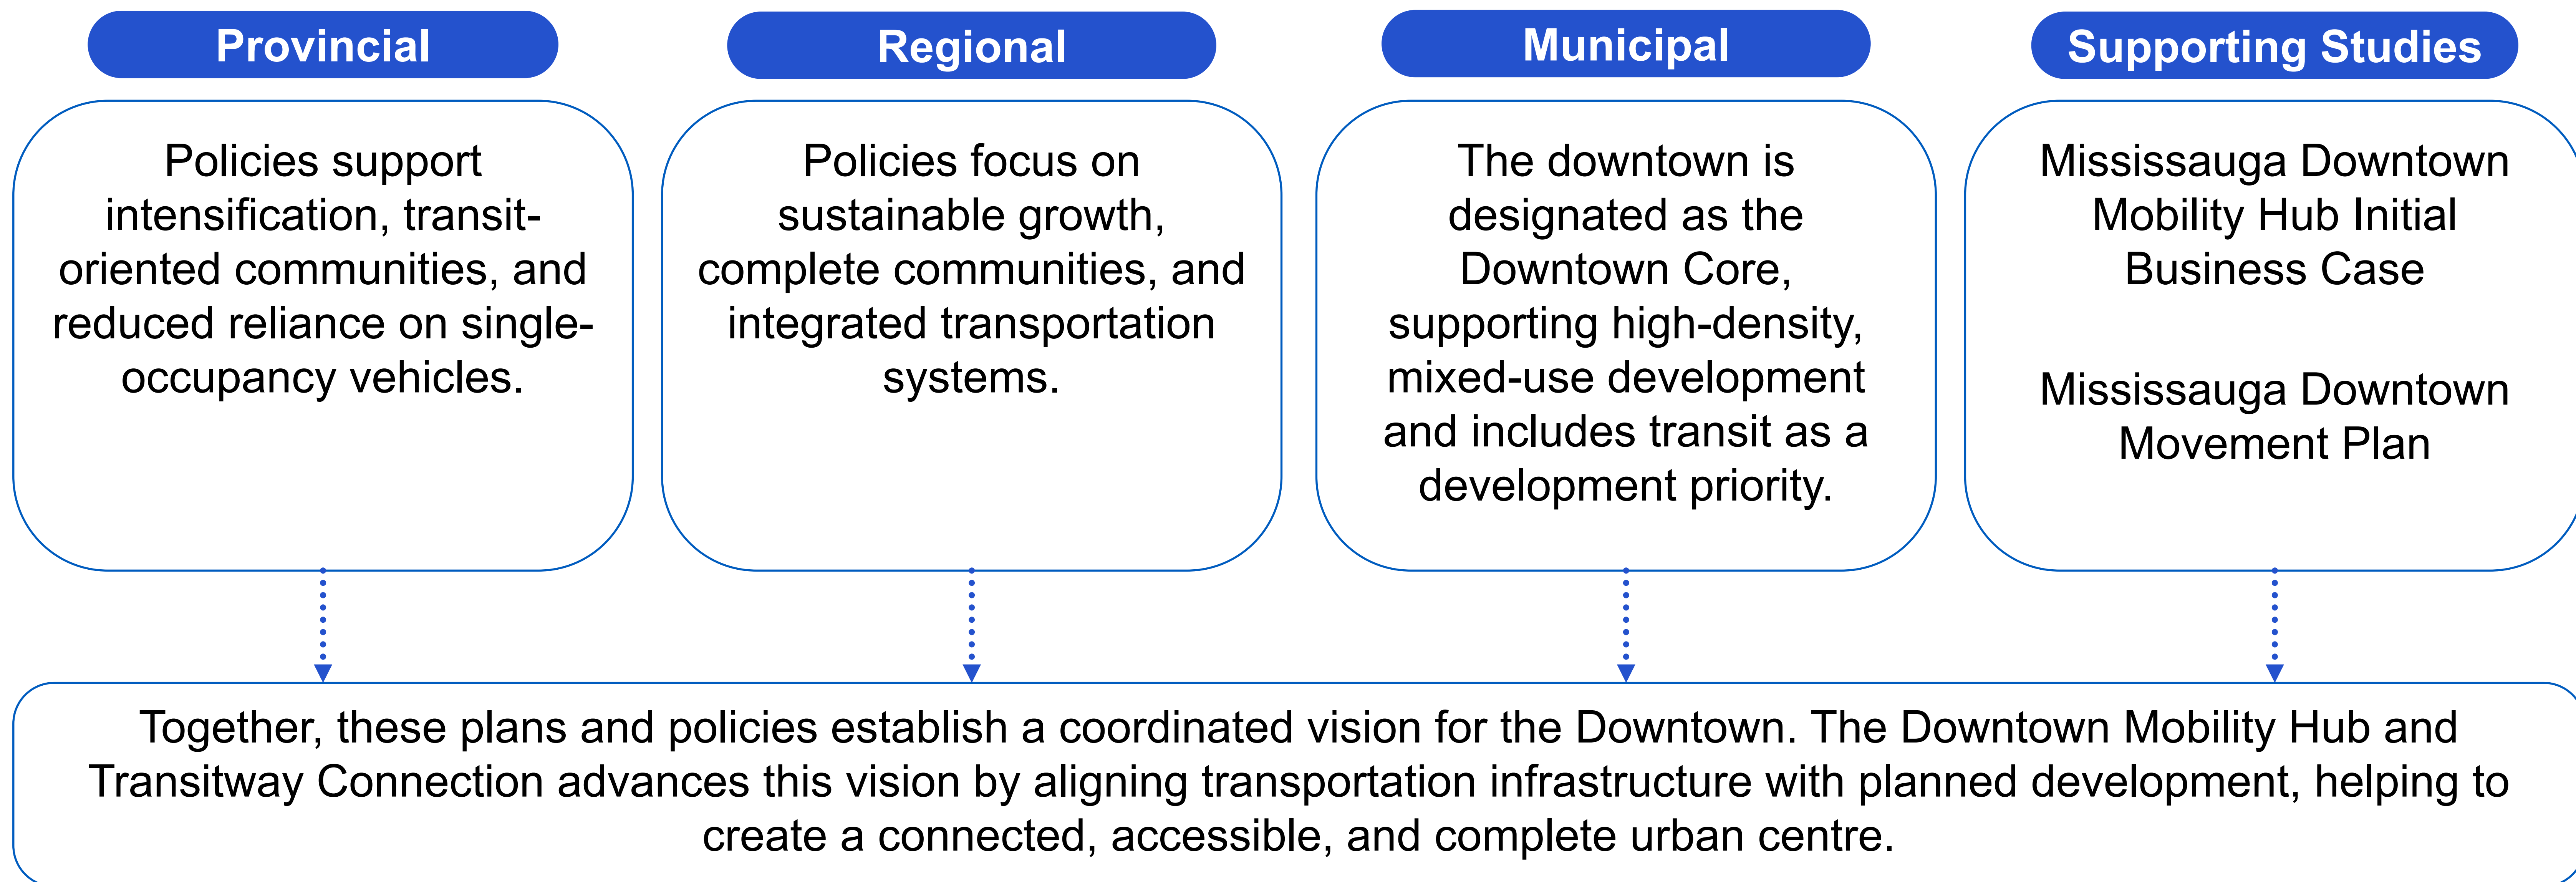 Provincial
Policies support
intensification, transit-
oriented communities, and
reduced reliance on single-
occupancy vehicles.
Regional
Policies focus on
sustainable growth,
complete communities, and
integrated transportation
systems.
Municipal
The downtown is
designated as the
Downtown Core,
supporting high-density,
mixed-use development
and includes transit as a
development priority.
Supporting Studies
Mississauga Downtown
Mobility Hub Initial
Business Case
Mississauga Downtown
Movement Plan
Together, these plans and policies establish a coordinated vision for the Downtown. The Downtown Mobility Hub and
Transitway Connection advances this vision by aligning transportation infrastructure with planned development, helping to
create a connected, accessible, and complete urban centre.